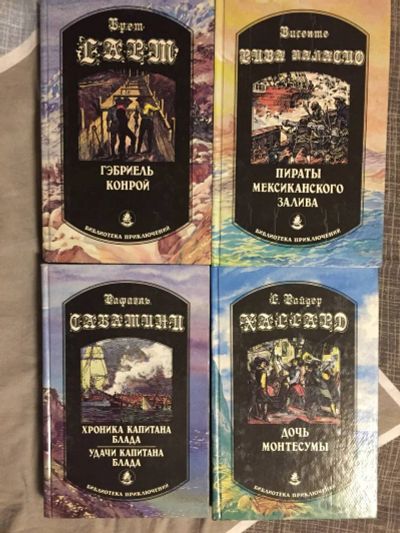 Брет
ГАРТ
ГЭБРИЕЛЬ
КОНРОЙ
БИБЛИОТЕКА ПРИКЛЮЧЕНИЙ
Висенте
РИВА ПАЛАСИО
ПИРАТЫ
МЕКСИКАНСКОГО
ЗАЛИВА
БИБЛИОТЕКА ПРИКЛЮЧЕНИЙ
Рафаэль
САБАТИНИ
ХРОНИКА КАПИТАНА
БЛАДА
УДАЧИ КАПИТАНА
БЛАДА
БИБЛИОТЕКА ПРИКЛЮЧЕНИЙ
Г. Райдер
ХАГГАРД
ДОЧЬ
МОНТЕСУМЫ
БИБЛИОТЕКА ПРИКЛЮЧЕНИЙ